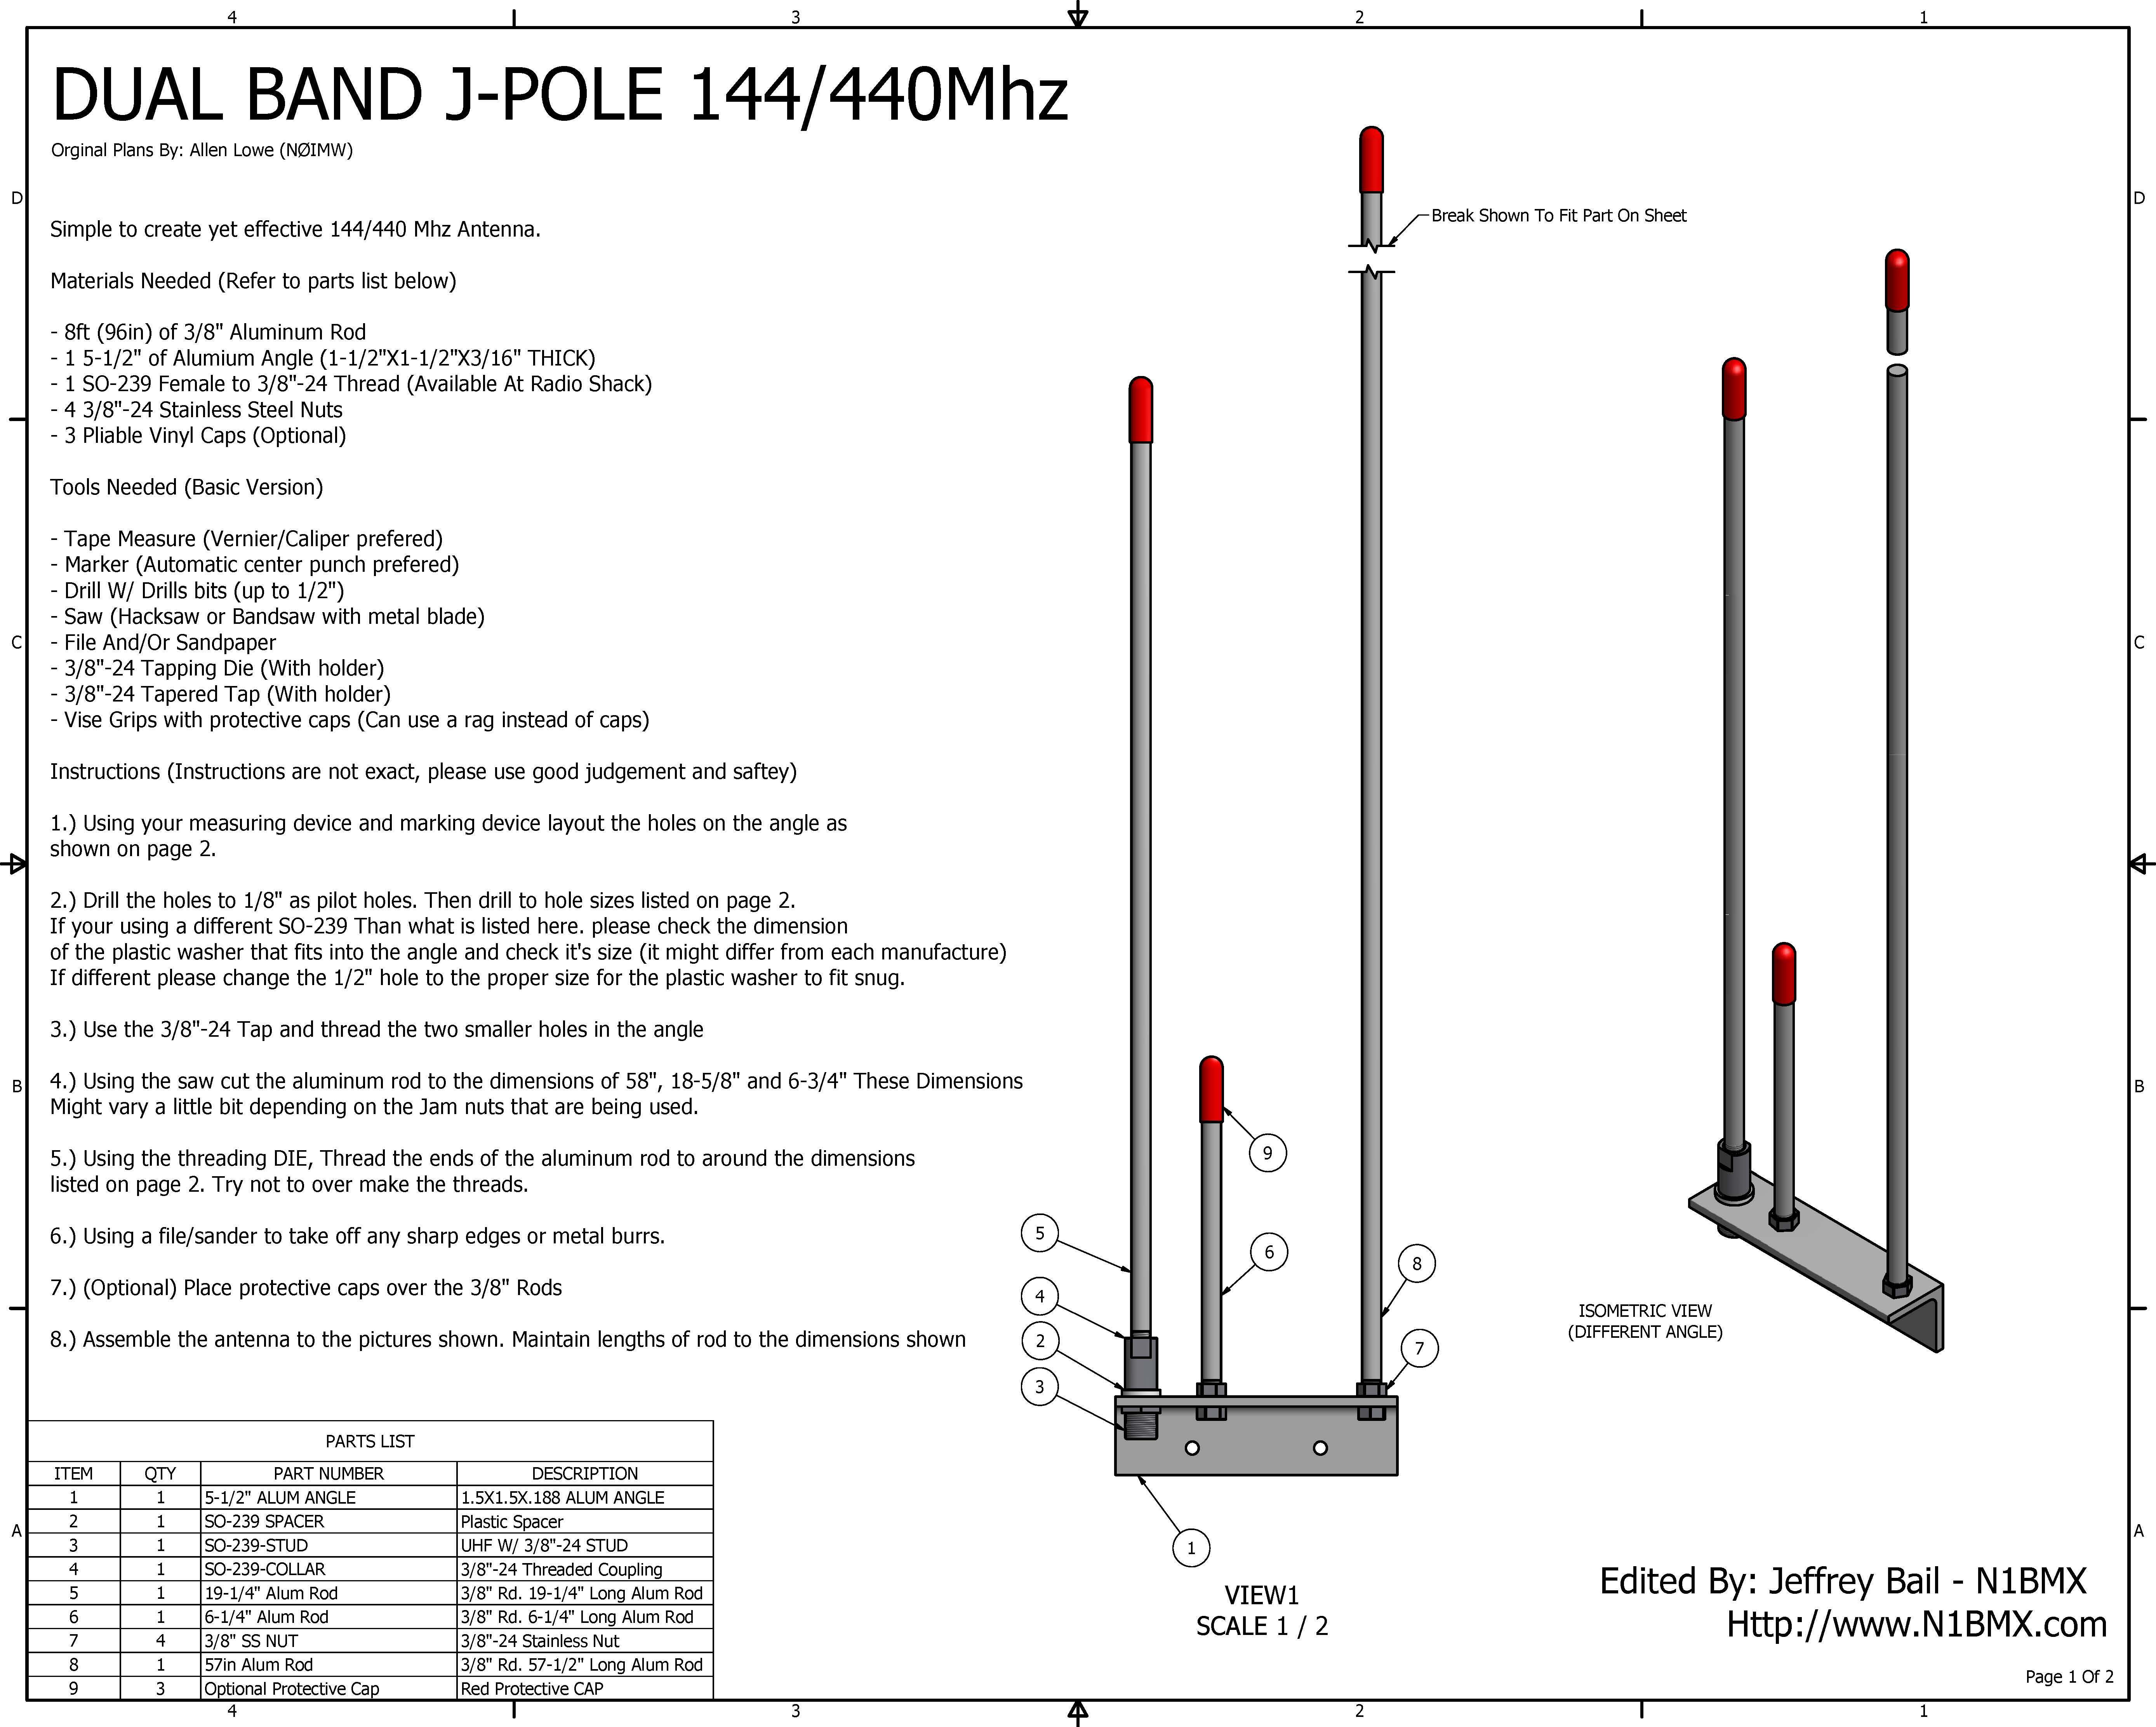 4 3 2 1
DUAL BAND J-POLE 144/440Mhz
Orginal Plans By: Allen Lowe (NØIMW)
D D
Simple to create yet effective 144/440 Mhz Antenna.
Materials Needed (Refer to parts list below)
- 8ft (96in) of 3/8" Aluminum Rod
- 1 5-1/2" of Alumium Angle (1-1/2"X1-1/2"X3/16" THICK)
- 1 SO-239 Female to 3/8"-24 Thread (Available At Radio Shack)
- 4 3/8"-24 Stainless Steel Nuts
- 3 Pliable Vinyl Caps (Optional)
Tools Needed (Basic Version)
- Tape Measure (Vernier/Caliper prefered)
- Marker (Automatic center punch prefered)
- Drill W/ Drills bits (up to 1/2")
- Saw (Hacksaw or Bandsaw with metal blade)
- File And/Or Sandpaper
- 3/8"-24 Tapping Die (With holder)
- 3/8"-24 Tapered Tap (With holder)
- Vise Grips with protective caps (Can use a rag instead of caps)
C C
Instructions (Instructions are not exact, please use good judgement and saftey)
1.) Using your measuring device and marking device layout the holes on the angle as
shown on page 2.
2.) Drill the holes to 1/8" as pilot holes. Then drill to hole sizes listed on page 2.
If your using a different SO-239 Than what is listed here. please check the dimension
of the plastic washer that fits into the angle and check it's size (it might differ from each manufacture)
If different please change the 1/2" hole to the proper size for the plastic washer to fit snug.
3.) Use the 3/8"-24 Tap and thread the two smaller holes in the angle
4.) Using the saw cut the aluminum rod to the dimensions of 58", 18-5/8" and 6-3/4" These Dimensions
Might vary a little bit depending on the Jam nuts that are being used.
B B
5.) Using the threading DIE, Thread the ends of the aluminum rod to around the dimensions
listed on page 2. Try not to over make the threads.
6.) Using a file/sander to take off any sharp edges or metal burrs.
7.) (Optional) Place protective caps over the 3/8" Rods
8.) Assemble the antenna to the pictures shown. Maintain lengths of rod to the dimensions shown
Break Shown To Fit Part On Sheet
9
5
6
8
4
2
7
3
1
ISOMETRIC VIEW
(DIFFERENT ANGLE)
VIEW1
SCALE 1 / 2
PARTS LIST
ITEM QTY PART NUMBER DESCRIPTION
1 1 5-1/2" ALUM ANGLE 1.5X1.5X.188 ALUM ANGLE
2 1 SO-239 SPACER Plastic Spacer
3 1 SO-239-STUD UHF W/ 3/8"-24 STUD
4 1 SO-239-COLLAR 3/8"-24 Threaded Coupling
5 1 19-1/4" Alum Rod 3/8" Rd. 19-1/4" Long Alum Rod
6 1 6-1/4" Alum Rod 3/8" Rd. 6-1/4" Long Alum Rod
7 4 3/8" SS NUT 3/8"-24 Stainless Nut
8 1 57in Alum Rod 3/8" Rd. 57-1/2" Long Alum Rod
9 3 Optional Protective Cap Red Protective CAP
A A
Edited By: Jeffrey Bail - N1BMX
Http://www.N1BMX.com
Page 1 Of 2
4 3 2 1